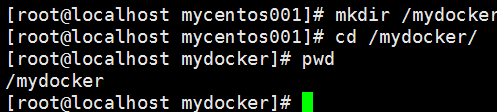 [root@localhost mycentos001]# mkdir /mydocker
[root@localhost mycentos001]# cd /mydocker/
[root@localhost mydocker]# pwd
/mydocker
[root@localhost mydocker]#